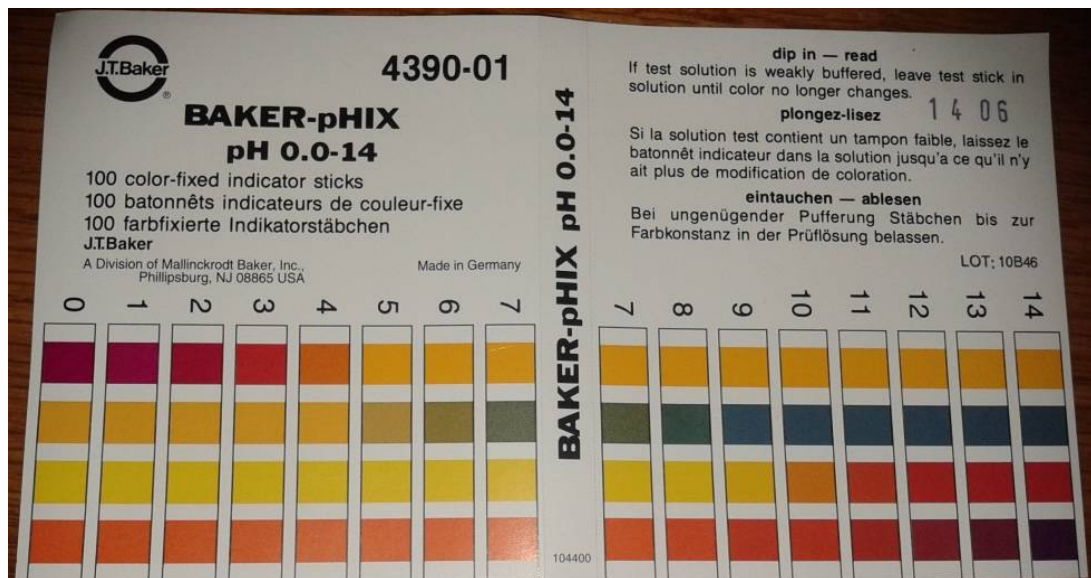 J.T.Baker
®
4390-01
BAKER-pHIX
pH 0.0-14
100 color-fixed indicator sticks
100 batonnêts indicateurs de couleur-fixe
100 farbfixierte Indikatorstäbchen
J.T.Baker
A Division of Mallinckrodt Baker, Inc.,
Phillipsburg, NJ 08865 USA
Made in Germany
0 1 2 3 4 5 6 7
BAKER-pHIX pH 0.0-14
104400
dip in — read
If test solution is weakly buffered, leave test stick in
solution until color no longer changes.
plongez-lisez
14 06
Si la solution test contient un tampon faible, laissez le
batonnêt indicateur dans la solution jusqu'a ce qu'il n'y
ait plus de modification de coloration.
eintauchen — ablesen
Bei ungenügender Pufferung Stäbchen bis zur
Farbkonstanz in der Prüflösung belassen.
LOT: 10B46
7 8 9 10 11 12 13 14